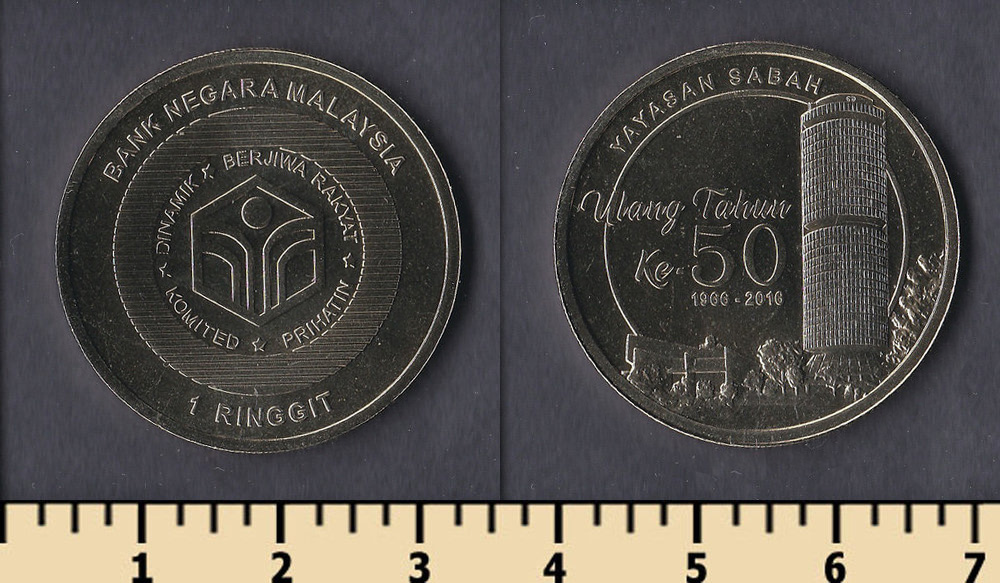 BANK NEGARA MALAYSIA
DINAMIK ★ BERJIWA RAKYAT ★ PRIHATIN ★ KOMITED ★
1 RINGGIT
YAYASAN SABAH
Ulang Tahun
Ke-50
1966 - 2016
1 2 3 4 5 6 7